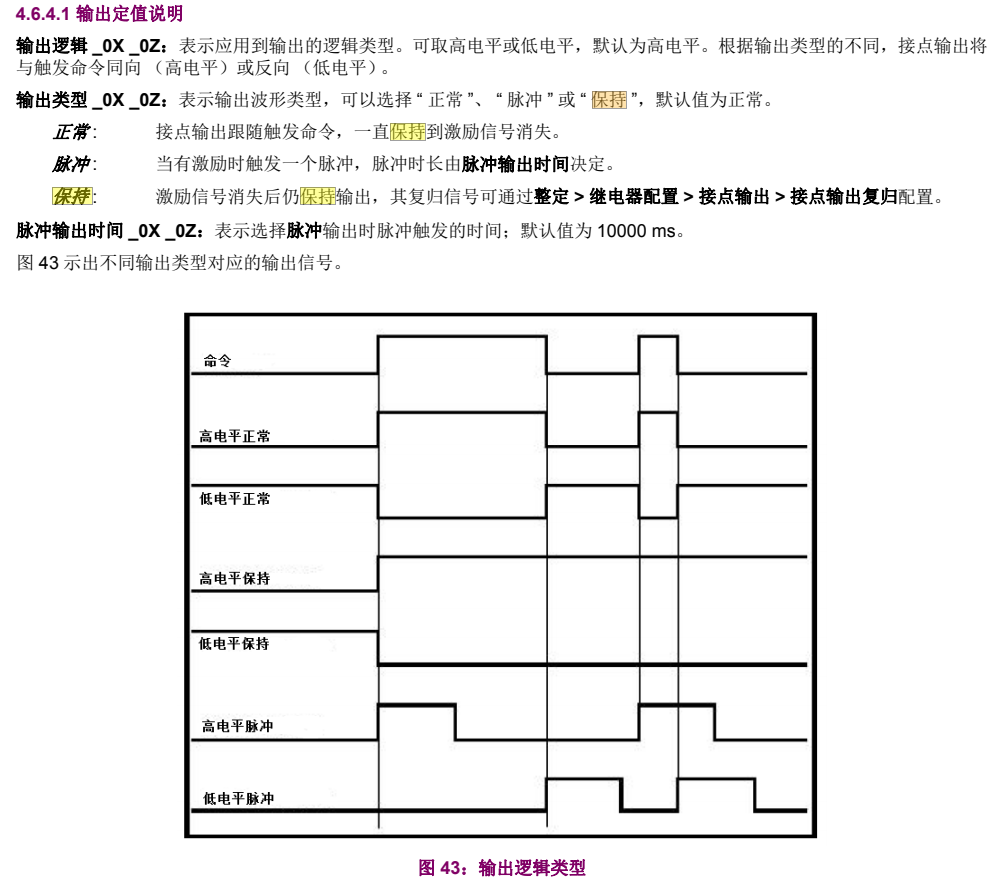 4.6.4.1 输出定值说明
输出逻辑 _0X _0Z：表示应用到输出的逻辑类型。可取高电平或低电平，默认为高电平。根据输出类型的不同，接点输出将
与触发命令同向 （高电平）或反向 （低电平）。
输出类型 _0X _0Z：表示输出波形类型，可以选择 “ 正常 ”、 “ 脉冲 ” 或 “ 保持 ”，默认值为正常。
正常： 接点输出跟随触发命令，一直保持到激励信号消失。
脉冲： 当有激励时触发一个脉冲，脉冲时长由脉冲输出时间决定。
保持： 激励信号消失后仍保持输出，其复归信号可通过整定 > 继电器配置 > 接点输出 > 接点输出复归配置。
脉冲输出时间 _0X _0Z：表示选择脉冲输出时脉冲触发的时间；默认值为 10000 ms。
图 43 示出不同输出类型对应的输出信号。
命令
高电平正常
低电平正常
高电平保持
低电平保持
高电平脉冲
低电平脉冲
图 43：输出逻辑类型